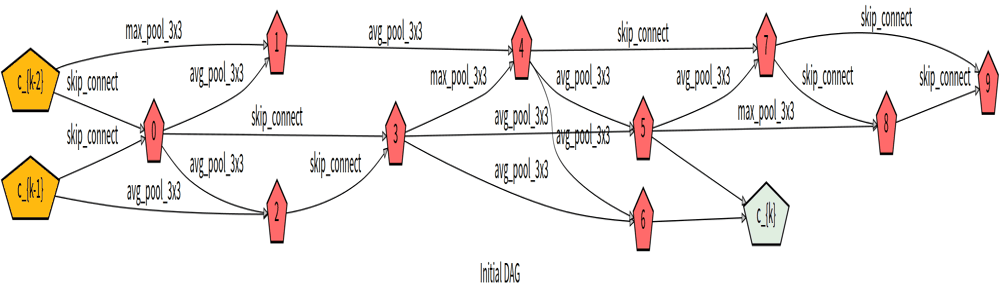 skip_connect
max_pool_3x3
avg_pool_3x3
skip_connect
7
1
4
skip_connect
avg_pool_3x3
max_pool_3x3
avg_pool_3x3
avg_pool_3x3
skip_connect
skip_connect
9
c_{k-2}
skip_connect
avg_pool_3x3
max_pool_3x3
8
0
3
5
skip_connect
avg_pool_3x3
skip_connect
avg_pool_3x3
avg_pool_3x3
c_{k-1}
avg_pool_3x3
2
6
c_{k}
Initial DAG